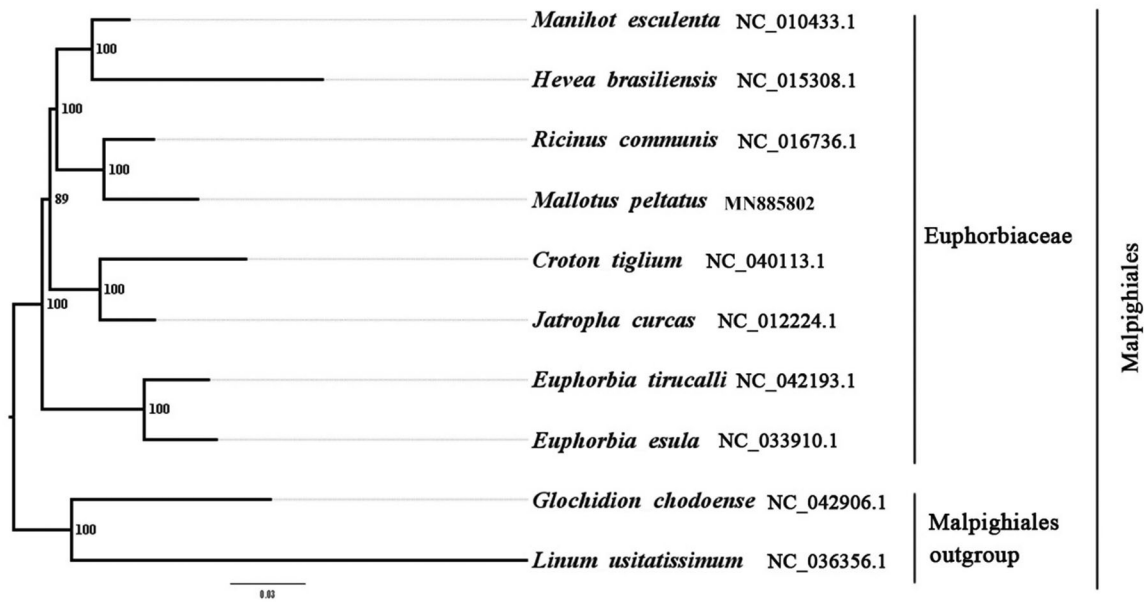 Manihot esculenta NC_010433.1
100
Hevea brasiliensis NC_015308.1
100
Ricinus communis NC_016736.1
100
Mallotus peltatus MN885802
89
Euphorbiaceae
Croton tiglium NC_040113.1
100
Jatropha curcas NC_012224.1
100
Malpighiales
Euphorbia tirucalli NC_042193.1
100
Euphorbia esula NC_033910.1
Glochidion chodoense NC_042906.1
100
Malpighiales
outgroup
Linum usitatissimum NC_036356.1
0.03